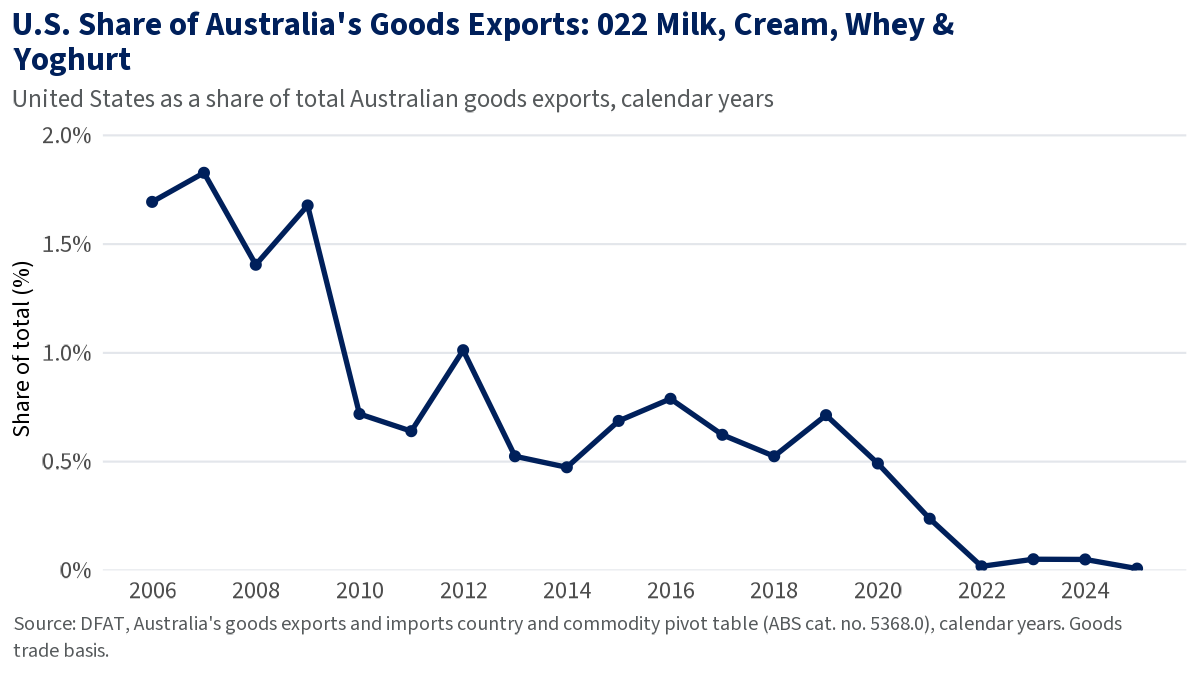 U.S. Share of Australia's Goods Exports: 022 Milk, Cream, Whey &
Yoghurt
United States as a share of total Australian goods exports, calendar years
Share of total (%)
2.0%
1.5%
1.0%
0.5%
0%
2006 2008 2010 2012 2014 2016 2018 2020 2022 2024
Source: DFAT, Australia's goods exports and imports country and commodity pivot table (ABS cat. no. 5368.0), calendar years. Goods
trade basis.